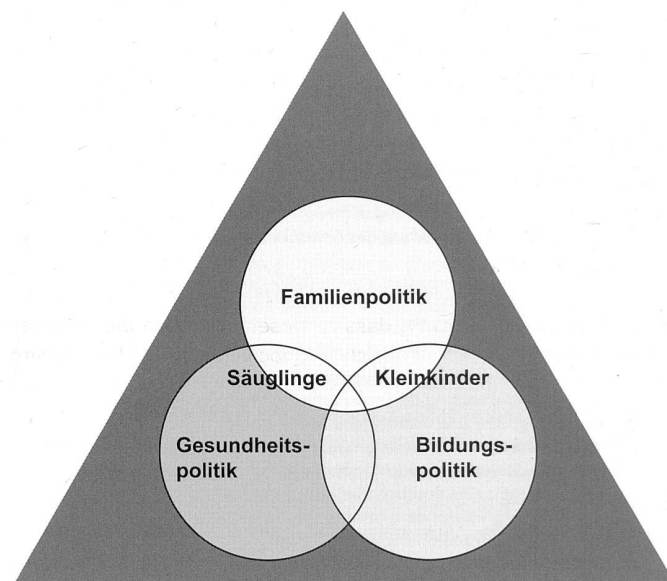 Familienpolitik
Säuglinge
Kleinkinder
Gesundheits-
politik
Bildungs-
politik